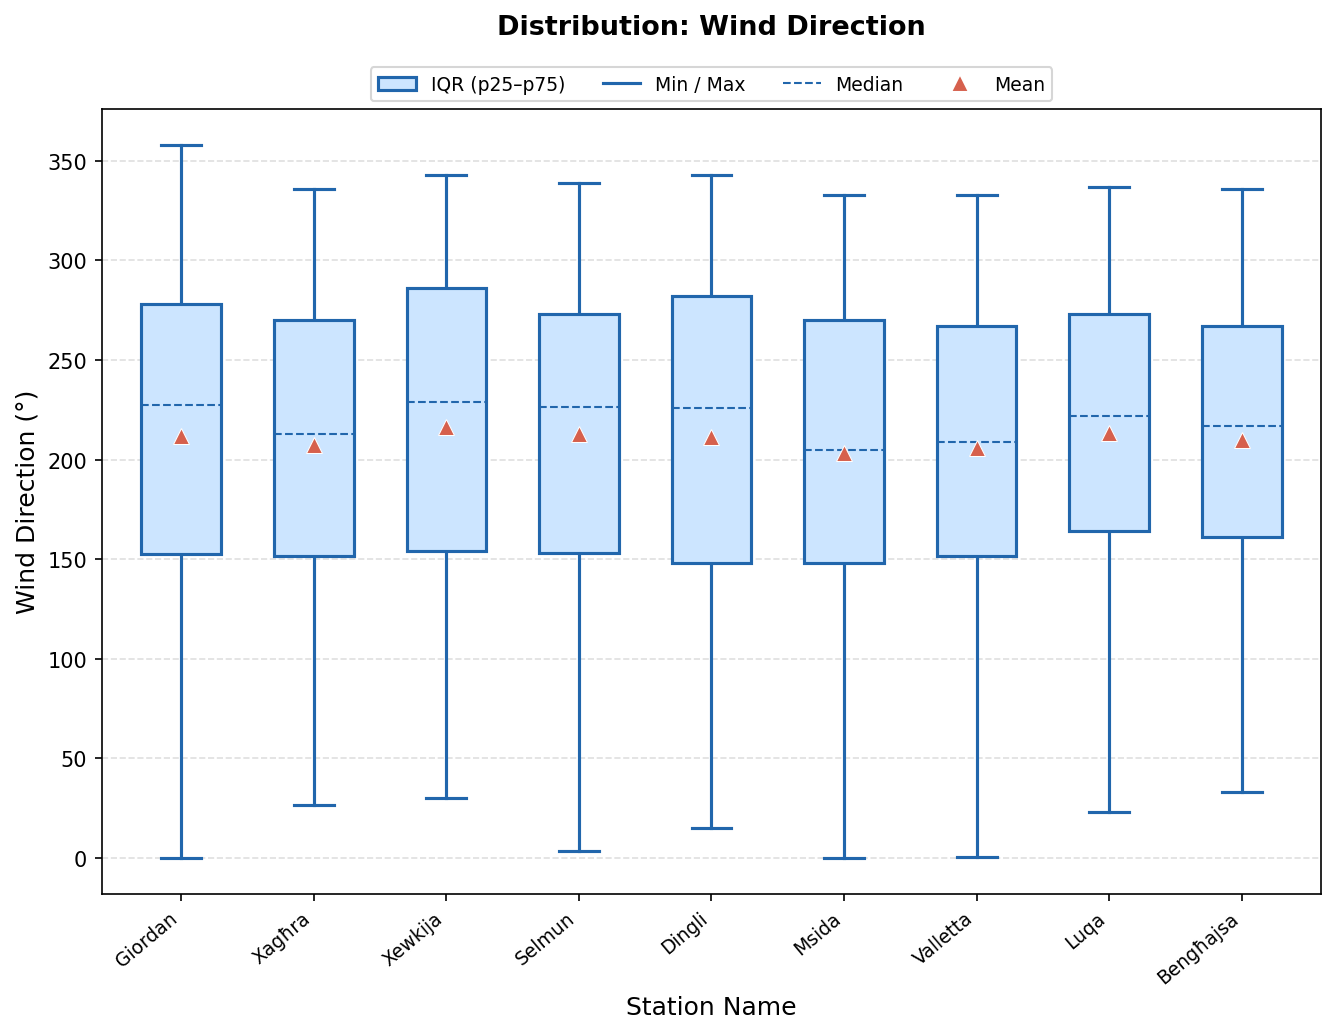 Distribution: Wind Direction
IQR (p25–p75) Min / Max Median Mean
Wind Direction (°)
350
300
250
200
150
100
50
0
Giordan Xagħra Xewkija Selmun Dingli Msida Valletta Luqa Bengħajsa
Station Name